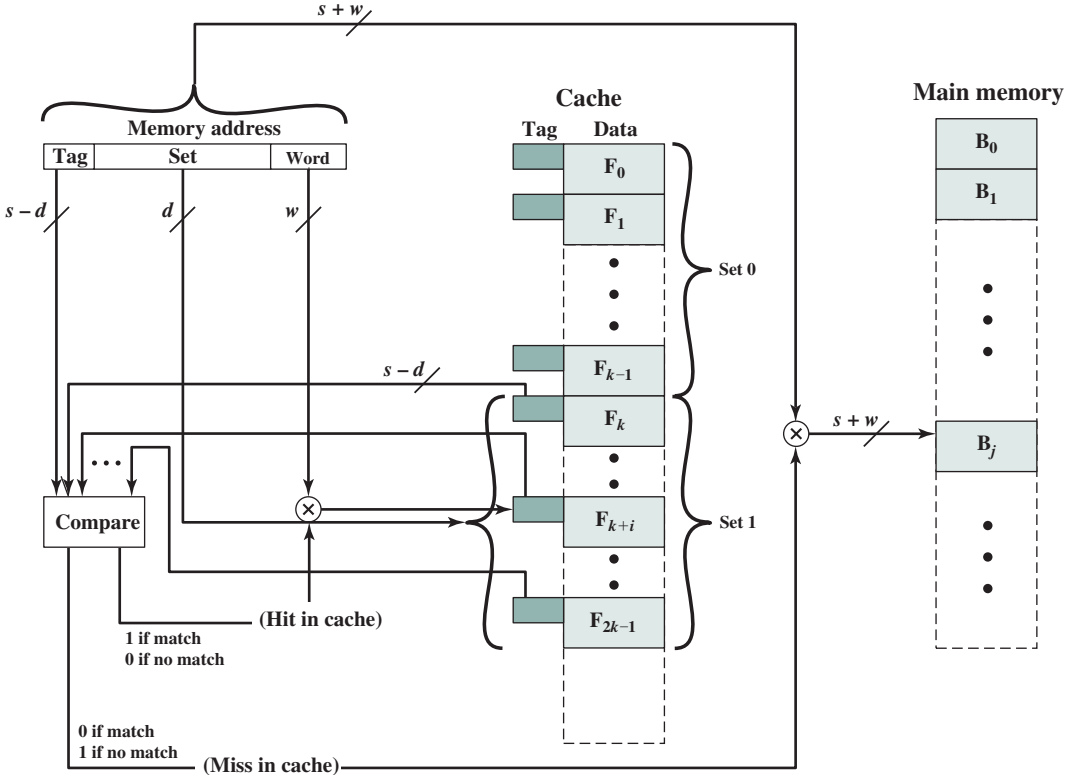 s + w
Cache
Main memory
Memory address
Tag Data
Tag Set Word
B0
F0
B1
s – d d w
F1
Set 0
Fk–1
s – d
Fk
s + w
Bj
Compare
Fk+i
Set 1
(Hit in cache)
F2k–1
1 if match
0 if no match
0 if match
1 if no match
(Miss in cache)